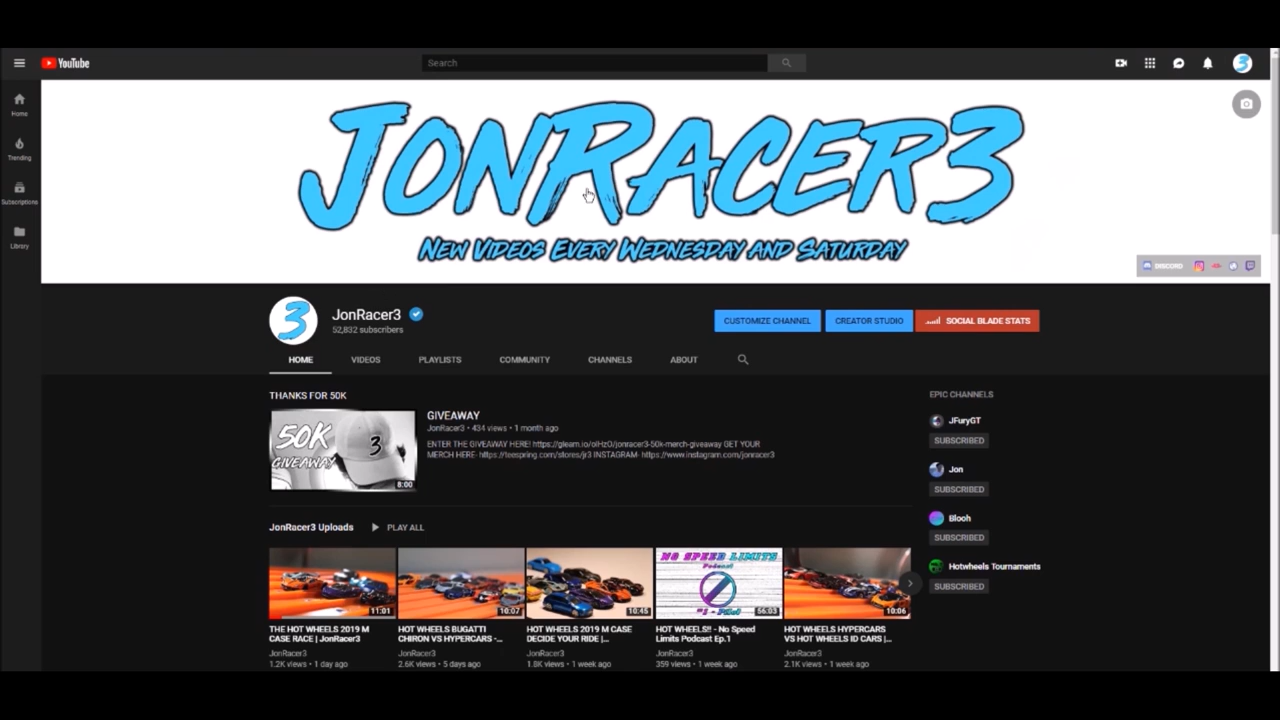 YouTube
Search
Home
Trending
Subscriptions
Library
JONRACER3
NEW VIDEOS EVERY WEDNESDAY AND SATURDAY
DISCORD
3
JonRacer3
52,832 subscribers
CUSTOMIZE CHANNEL
CREATOR STUDIO
SOCIAL BLADE STATS
HOME
VIDEOS
PLAYLISTS
COMMUNITY
CHANNELS
ABOUT
THANKS FOR 50K
50K
GIVEAWAY
3
8:00
GIVEAWAY
JonRacer3 • 434 views • 1 month ago
ENTER THE GIVEAWAY HERE! https://gleam.io/olHzO/jonracer3-50k-merch-giveaway GET YOUR
MERCH HERE- https://teespring.com/stores/jr3 INSTAGRAM- https://www.instagram.com/jonracer3
EPIC CHANNELS
JFuryGT
SUBSCRIBED
Jon
SUBSCRIBED
Bloch
SUBSCRIBED
Hotwheels Tournaments
SUBSCRIBED
JonRacer3 Uploads
PLAY ALL
11:01
THE HOT WHEELS 2019 M
CASE RACE | JonRacer3
JonRacer3
1.2K views • 1 day ago
10:07
HOT WHEELS BUGATTI
CHIRON VS HYPERCARS -...
JonRacer3
2.6K views • 5 days ago
10:45
HOT WHEELS 2019 M CASE
DECIDE YOUR RIDE |...
JonRacer3
1.8K views • 1 week ago
NO SPEED LIMITS
Podcast
#1 - Pilot
56:03
HOT WHEELS!! - No Speed
Limits Podcast Ep.1
JonRacer3
359 views • 1 week ago
10:06
HOT WHEELS HYPERCARS
VS HOT WHEELS ID CARS |...
JonRacer3
2.1K views • 1 week ago